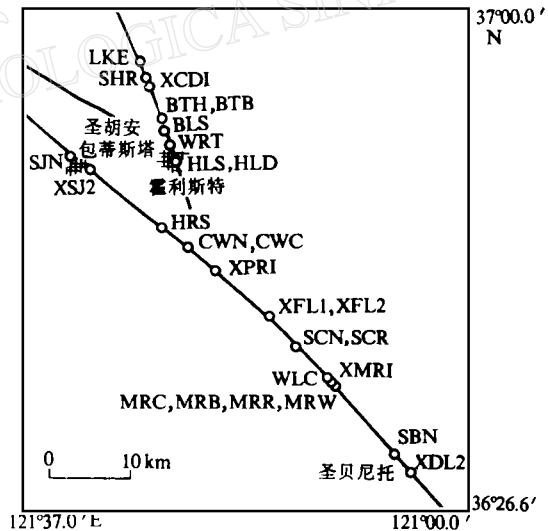 37°00.0′
N
LKE
SHR
XCDI
BTH,BTB
BLS
圣胡安
包蒂斯塔
WRT
SJN
HLS,HLD
XSJ2
霍利斯特
HRS
CWN,CWC
XPRI
XFL1,XFL2
SCN,SCR
WLC
XMRI
MRC,MRB,MRR,MRW
SBN
0
10 km
圣贝尼托
XDL2
36°26.6′
121°37.0′E
121°00.0′